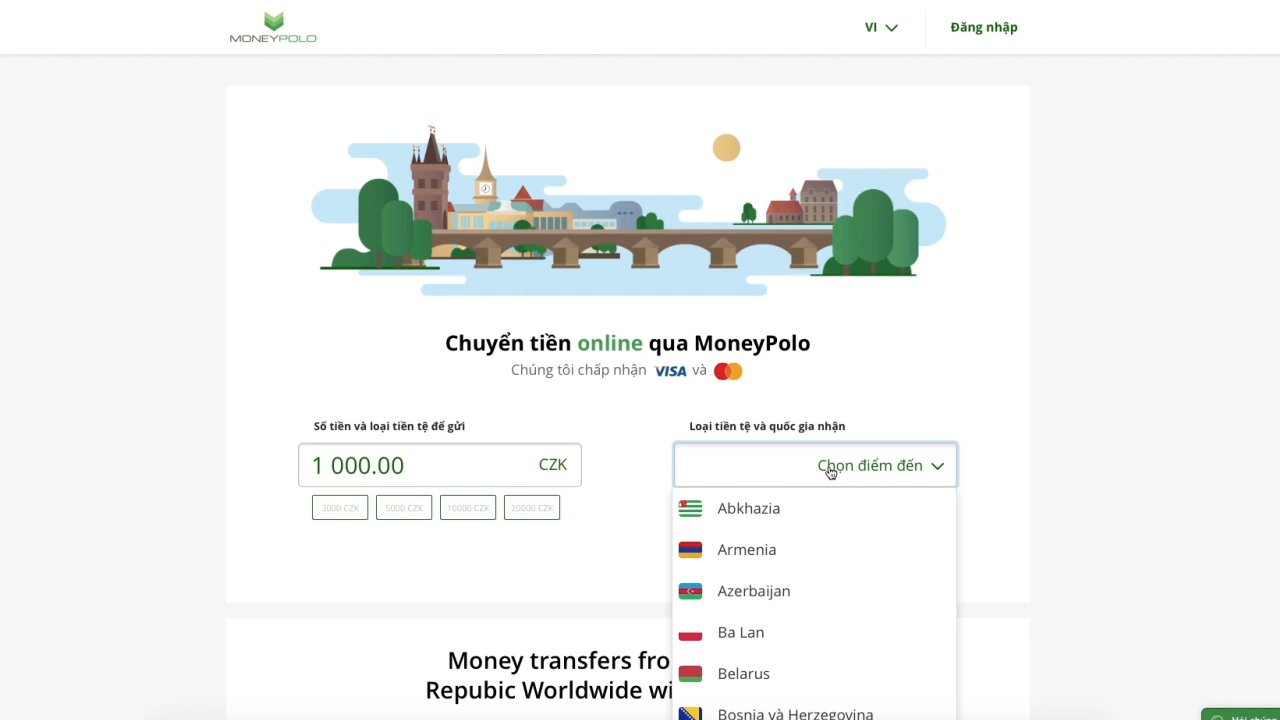 MONEYPOLO
VI
Đăng nhập
Chuyển tiền online qua MoneyPolo
Chúng tôi chấp nhận VISA và
Số tiền và loại tiền tệ để gửi
Loại tiền tệ và quốc gia nhận
1 000.00 CZK
Chọn điểm đến
3000 CZK 5000 CZK 10000 CZK 20000 CZK
Abkhazia
Armenia
Azerbaijan
Ba Lan
Belarus
Bosnia và Herzegovina
Money transfers fro
Repubic Worldwide wi